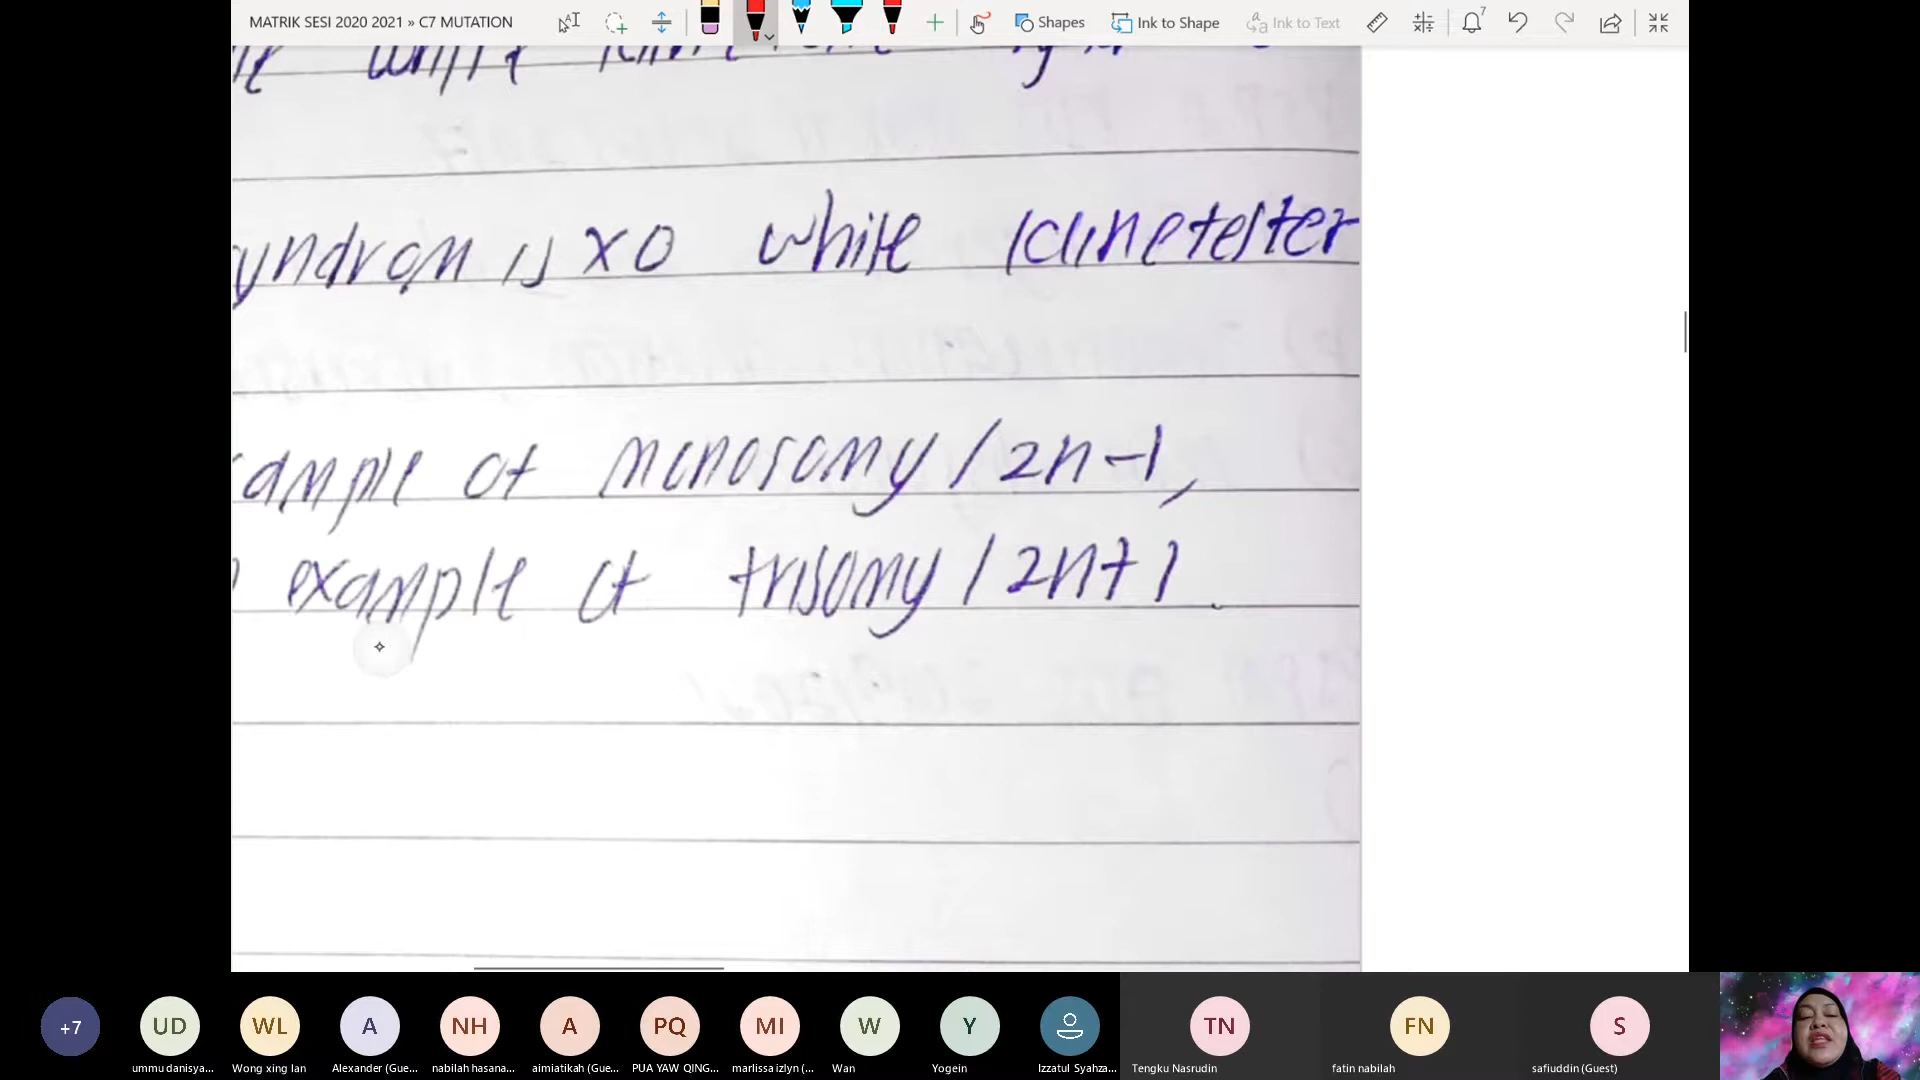 MATRIK SESI 2020 2021 » C7 MUTATION
Shapes
Ink to Shape
Ink to Text
7
while
yndrom is XO while klinefelter
ample of monosomy / 2n-1,
example of trisomy / 2n+1.
+7
UD
WL
A
NH
A
PQ
MI
W
Y
TN
FN
S
ummu danisya...
Wong xing lan
Alexander (Gue...
nabilah hasana...
aimiatikah (Gue...
PUA YAW QING...
marlissa izlyn (...
Wan
Yogein
Izzatul Syahza...
Tengku Nasrudin
fatin nabilah
safiuddin (Guest)